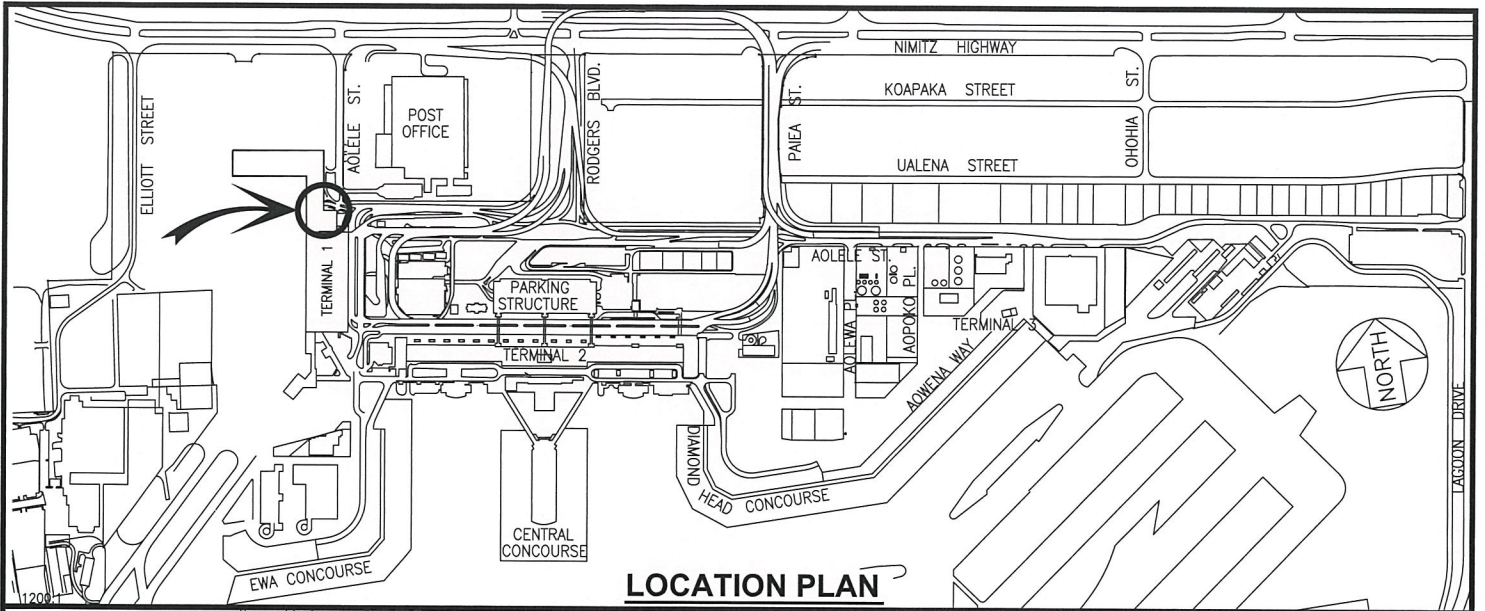 NIMITZ HIGHWAY
KOAPAKA STREET
UALENA STREET
ELLIOTT STREET
AOLELE ST.
POST
OFFICE
RODGERS BLVD.
PAIEA ST.
OHOHIA ST.
TERMINAL 1
PARKING
STRUCTURE
TERMINAL 2
AOLELE ST.
AOLEWA PL.
AOPOKO PL.
TERMINAL 3
AOWENA WAY
NORTH
LAGOON DRIVE
DIAMOND
HEAD CONCOURSE
CENTRAL
CONCOURSE
EWA CONCOURSE
LOCATION PLAN